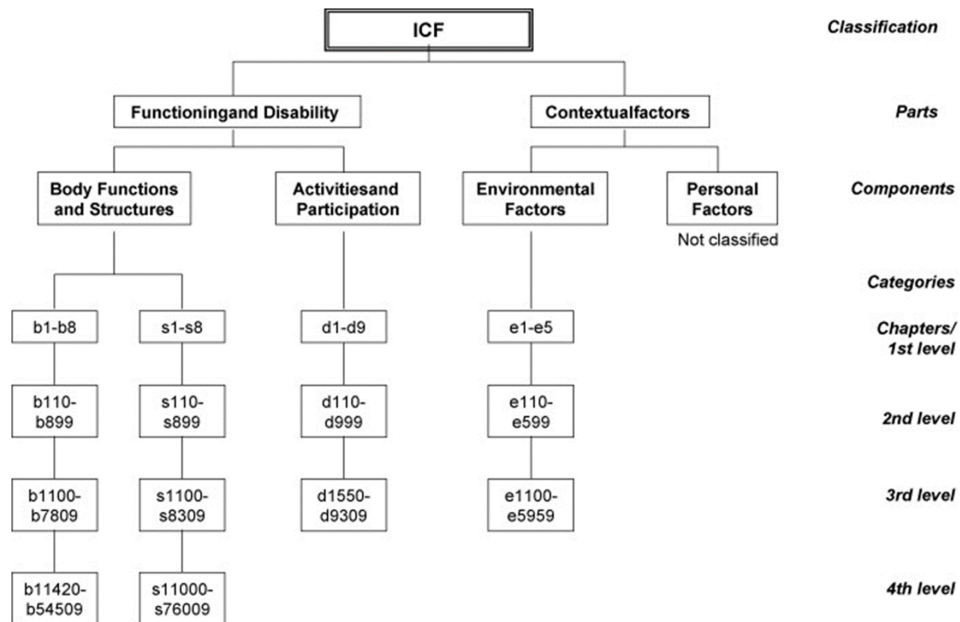 ICF
Classification
Functioningand Disability
Contextualfactors
Parts
Body Functions
and Structures
Activitiesand
Participation
Environmental
Factors
Personal
Factors
Components
Not classified
Categories
b1-b8
s1-s8
d1-d9
e1-e5
Chapters/
1st level
b110-
b899
s110-
s899
d110-
d999
e110-
e599
2nd level
b1100-
b7809
s1100-
s8309
d1550-
d9309
e1100-
e5959
3rd level
b11420-
b54509
s11000-
s76009
4th level